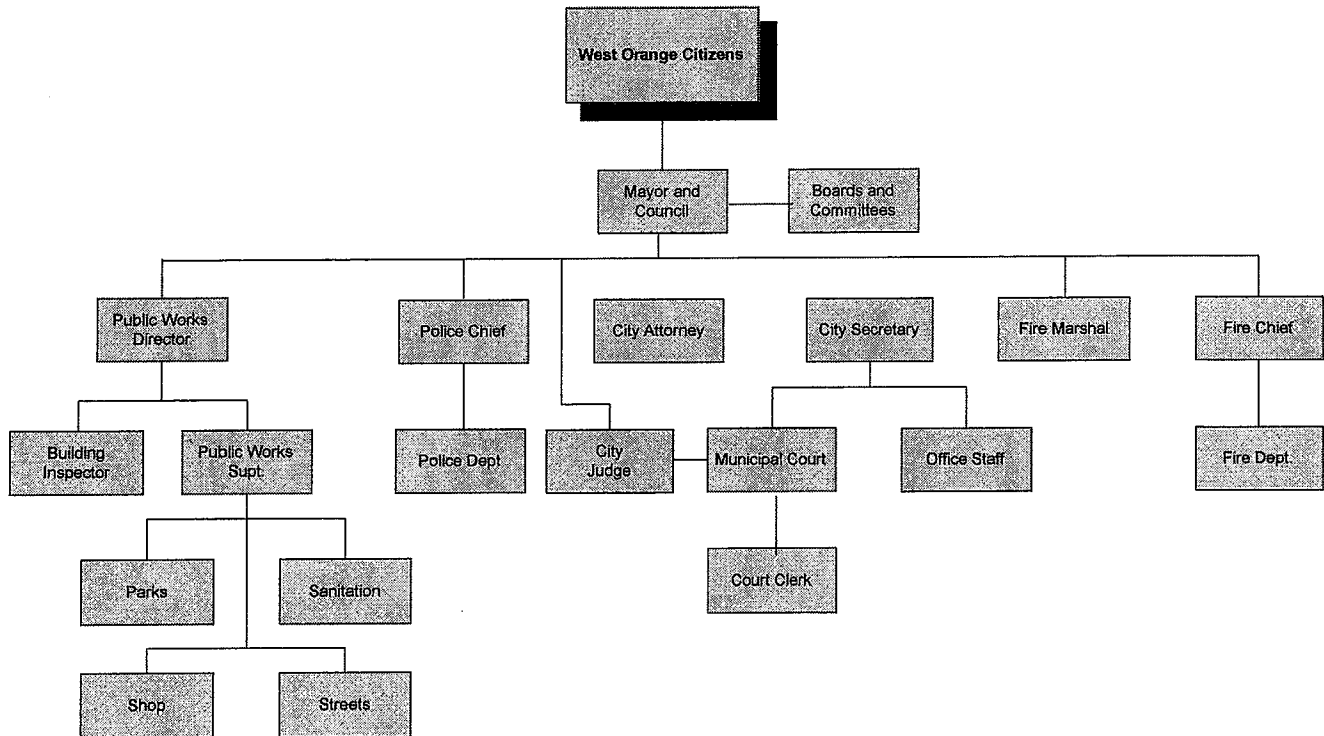 West Orange Citizens
Mayor and
Council
Boards and
Committees
Public Works
Director
Police Chief
City Attorney
City Secretary
Fire Marshal
Fire Chief
Building
Inspector
Public Works
Supt.
Police Dept
City
Judge
Municipal Court
Office Staff
Fire Dept.
Parks
Sanitation
Court Clerk
Shop
Streets